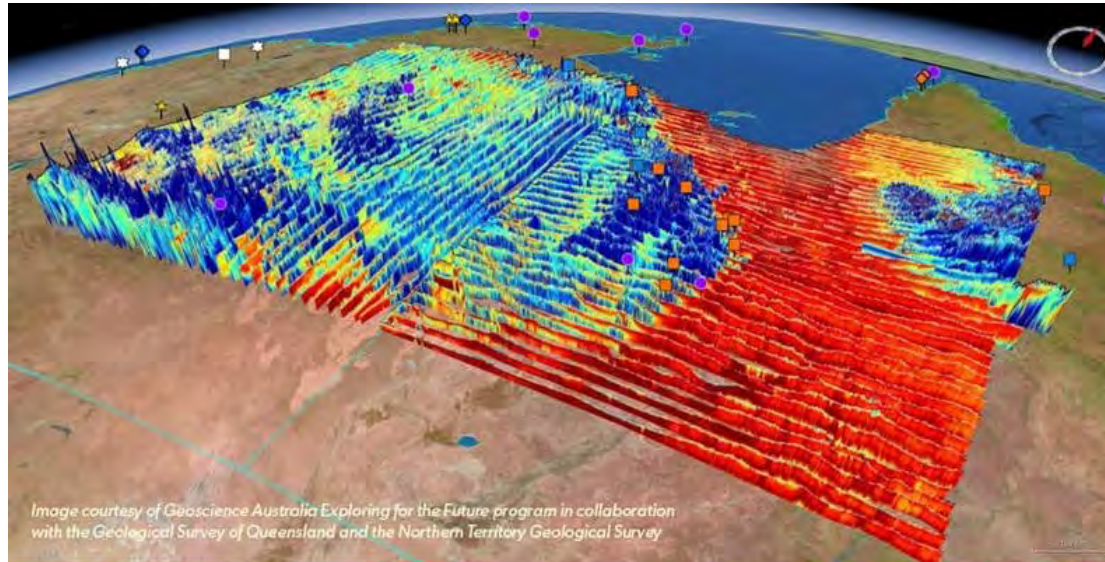 Image courtesy of Geoscience Australia Exploring for the Future program in collaboration
with the Geological Survey of Queensland and the Northern Territory Geological Survey